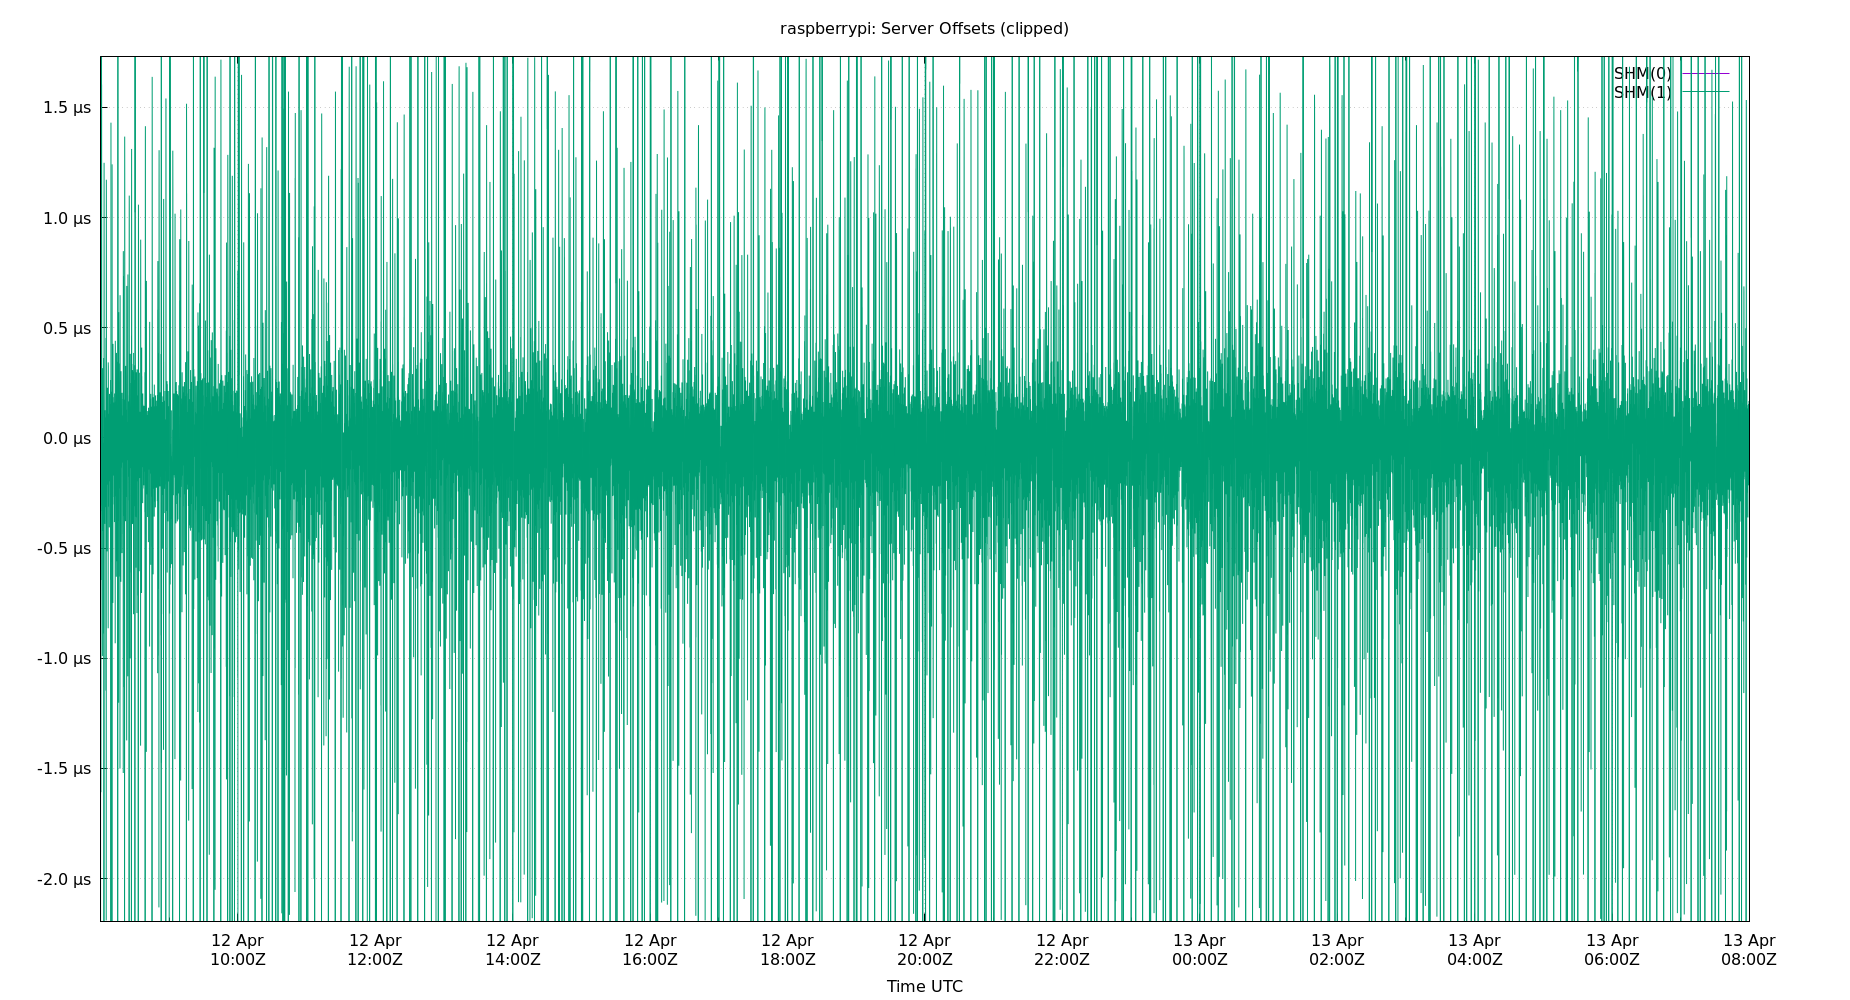 raspberrypi: Server Offsets (clipped)
SHM(0)
SHM(1)
1.5 µs
1.0 µs
0.5 µs
0.0 µs
-0.5 µs
-1.0 µs
-1.5 µs
-2.0 µs
12 Apr 12 Apr 12 Apr 12 Apr 12 Apr 12 Apr 12 Apr 13 Apr 13 Apr 13 Apr 13 Apr 13 Apr
10:00Z 12:00Z 14:00Z 16:00Z 18:00Z 20:00Z 22:00Z 00:00Z 02:00Z 04:00Z 06:00Z 08:00Z
Time UTC